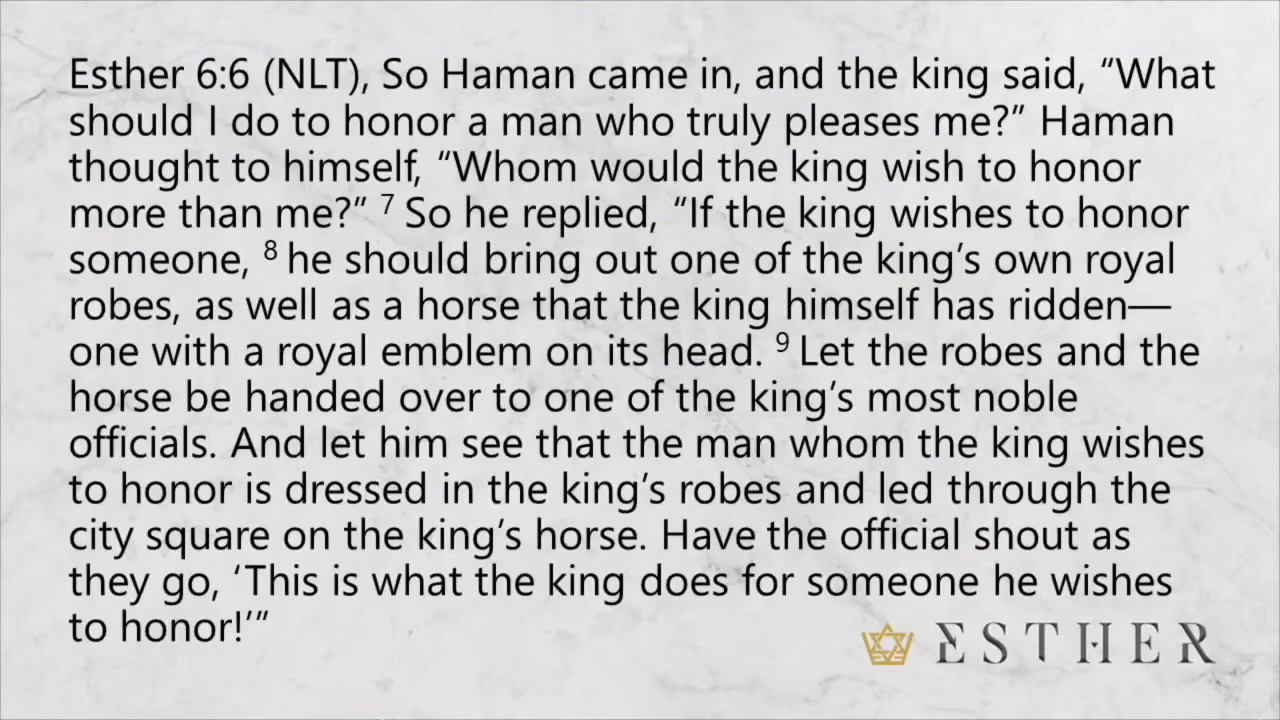 Esther 6:6 (NLT), So Haman came in, and the king said, “What
should I do to honor a man who truly pleases me?” Haman
thought to himself, “Whom would the king wish to honor
more than me?” ⁷ So he replied, “If the king wishes to honor
someone, ⁸ he should bring out one of the king’s own royal
robes, as well as a horse that the king himself has ridden—
one with a royal emblem on its head. ⁹ Let the robes and the
horse be handed over to one of the king’s most noble
officials. And let him see that the man whom the king wishes
to honor is dressed in the king’s robes and led through the
city square on the king’s horse. Have the official shout as
they go, ‘This is what the king does for someone he wishes
to honor!’”
ESTHER